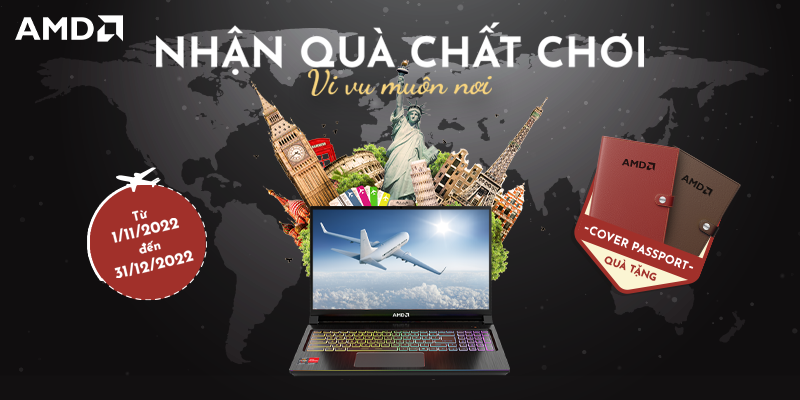 AMD
NHẬN QUÀ CHẤT CHƠI
Vi vu muôn nơi
Từ
1/11/2022
đến
31/12/2022
AMD
AMD
AMD
-COVER PASSPORT-
QUÀ TẶNG